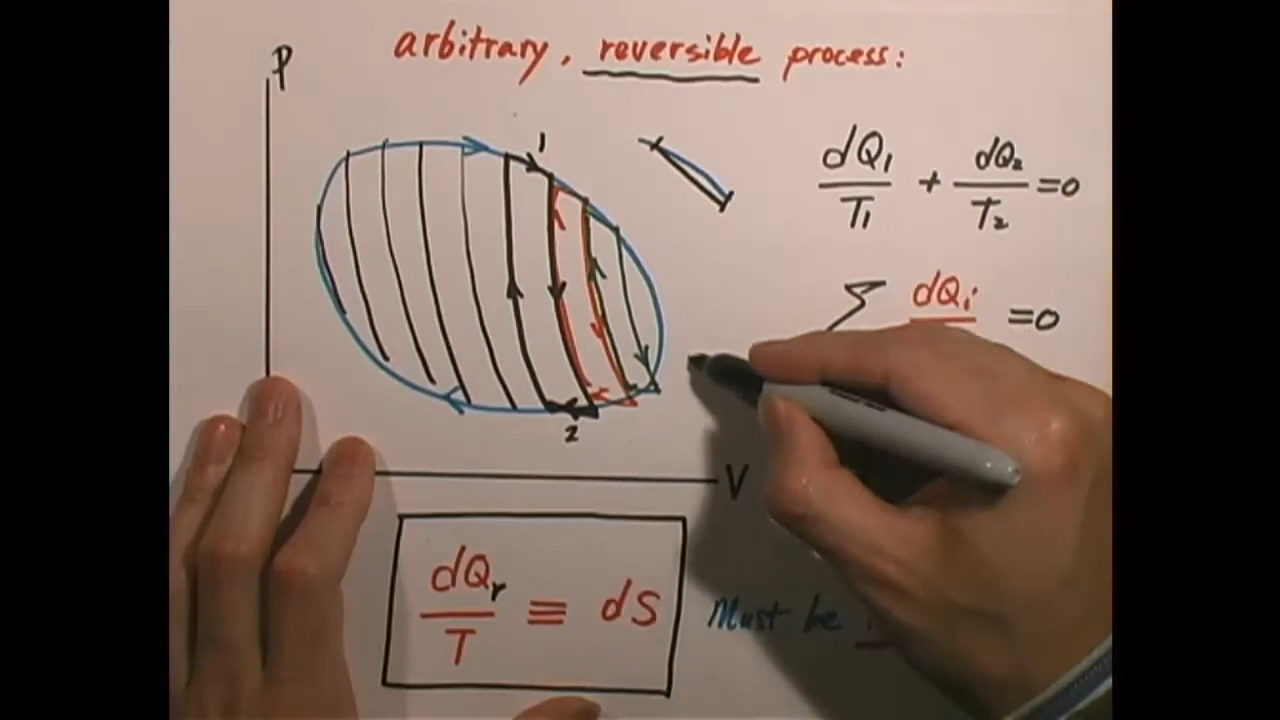 arbitrary, reversible process:
P
1
dQ₁/T₁ + dQ₂/T₂ =0
Σ dQᵢ =0
2
V
dQᵣ/T ≡ dS
Must be